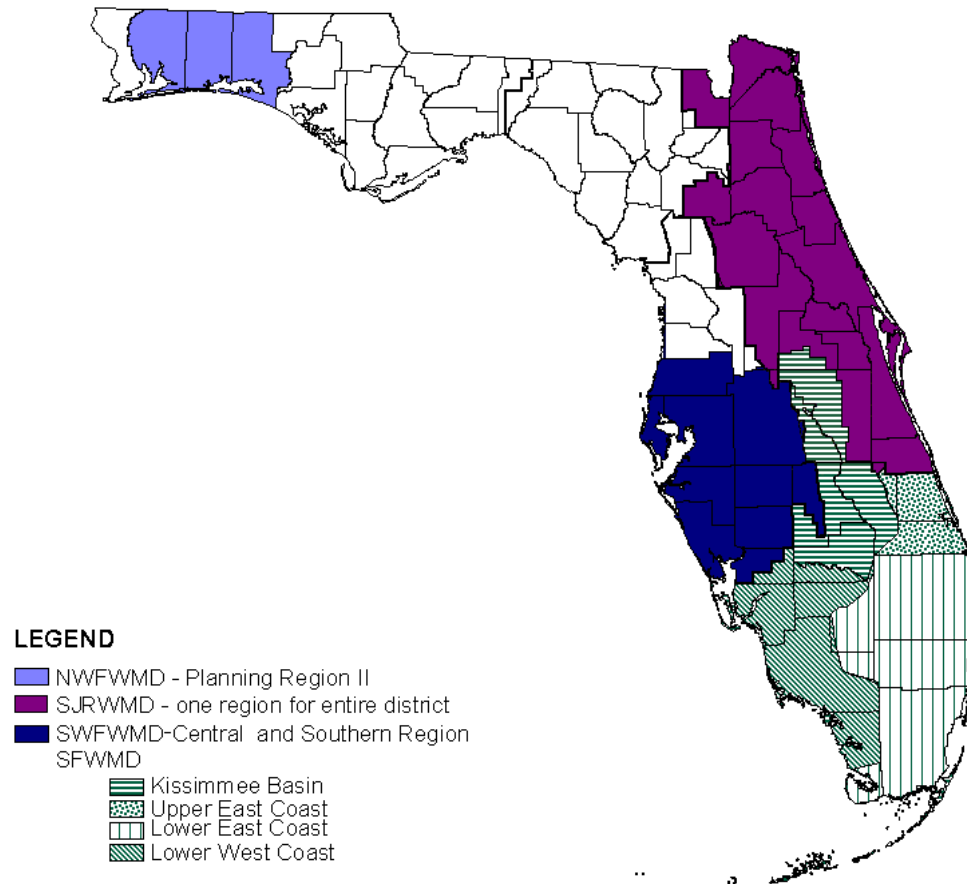 LEGEND
NWFWMD - Planning Region II
SJRWMD - one region for entire district
SWFWMD-Central and Southern Region
SFWMD
Kissimmee Basin
Upper East Coast
Lower East Coast
Lower West Coast